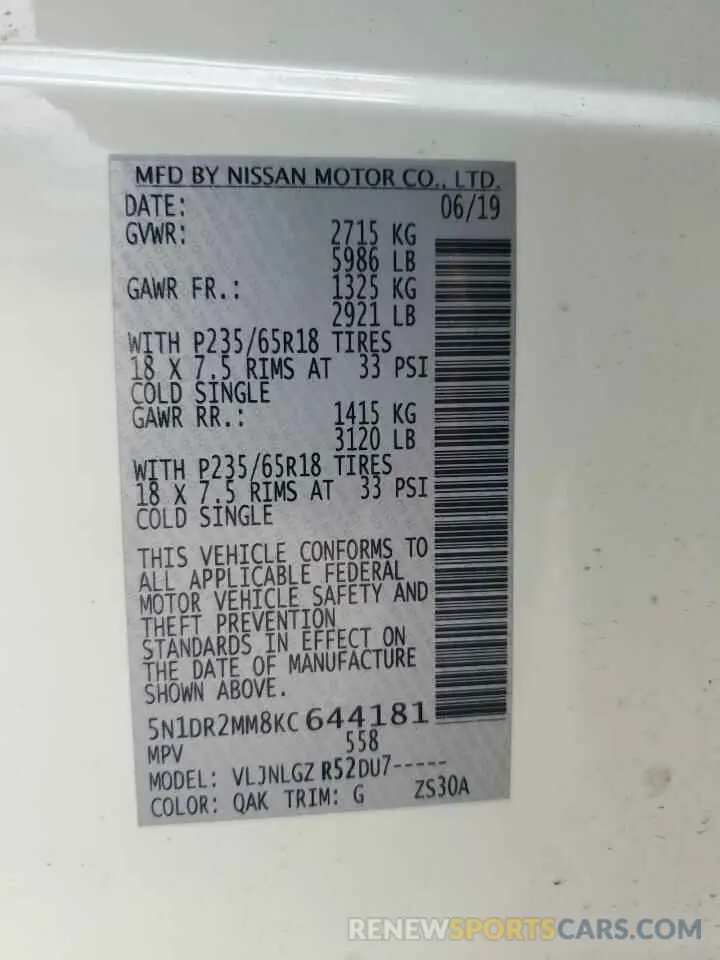 MFD BY NISSAN MOTOR CO., LTD.
DATE: 06/19
GVWR: 2715 KG
5986 LB
GAWR FR.: 1325 KG
2921 LB
WITH P235/65R18 TIRES
18 X 7.5 RIMS AT 33 PSI
COLD SINGLE
GAWR RR.: 1415 KG
3120 LB
WITH P235/65R18 TIRES
18 X 7.5 RIMS AT 33 PSI
COLD SINGLE
THIS VEHICLE CONFORMS TO
ALL APPLICABLE FEDERAL
MOTOR VEHICLE SAFETY AND
THEFT PREVENTION
STANDARDS IN EFFECT ON
THE DATE OF MANUFACTURE
SHOWN ABOVE.
5N1DR2MM8KC644181
MPV 558
MODEL: VLJNLGZ R52DU7-----
COLOR: QAK TRIM: G ZS30A
RENEWSPORTSCARS.COM